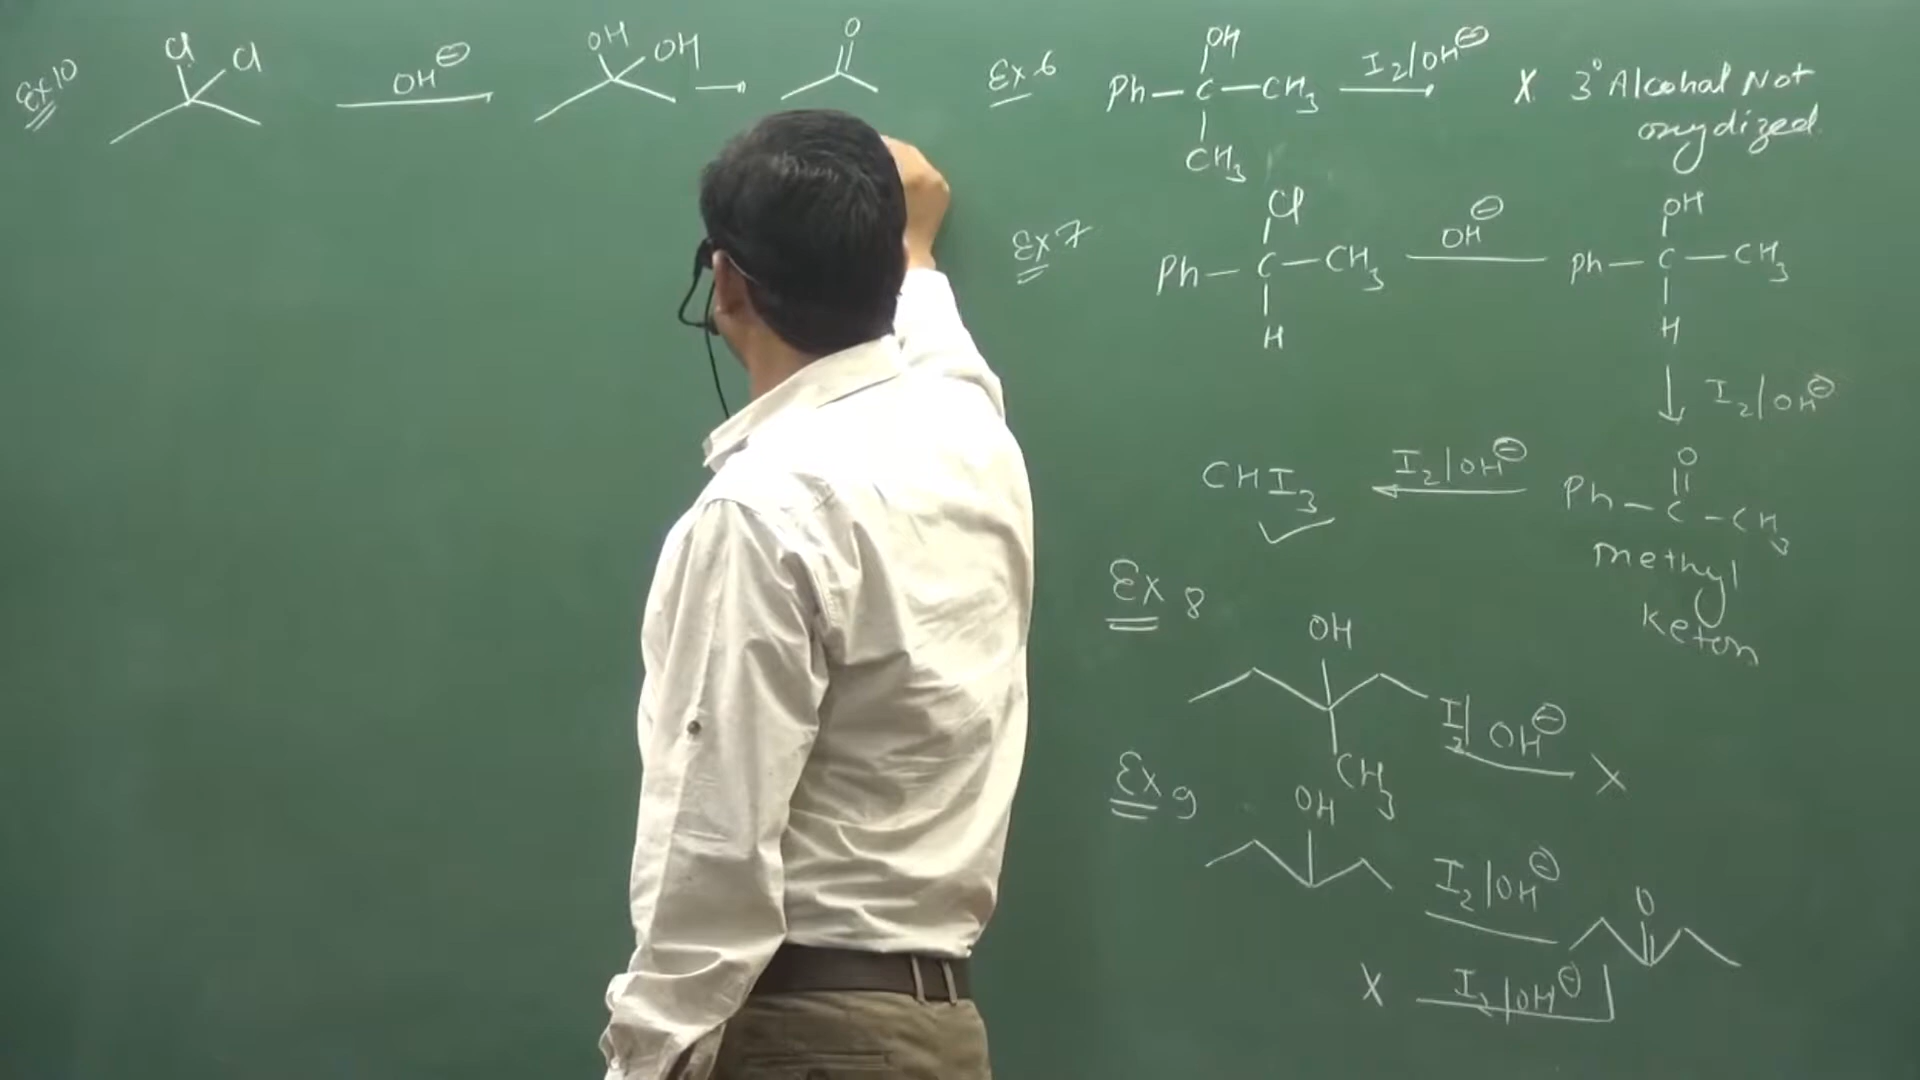 Ex 10
Cl Cl
OH⊖
OH OH
O
Ex 6
OH
Ph—C—CH₃
CH₃
I₂/OH⊖
X 3° Alcohal Not
oxydized
Ex 7
Cl
Ph—C—CH₃
H
OH⊖
OH
Ph—C—CH₃
H
I₂/OH⊖
O
Ph—C—CH₃
methyl
keton
I₂/OH⊖
CHI₃
Ex 8
OH
CH₃
I₂/OH⊖
X
Ex 9
OH
I₂/OH⊖
O
I₂/OH⊖
X